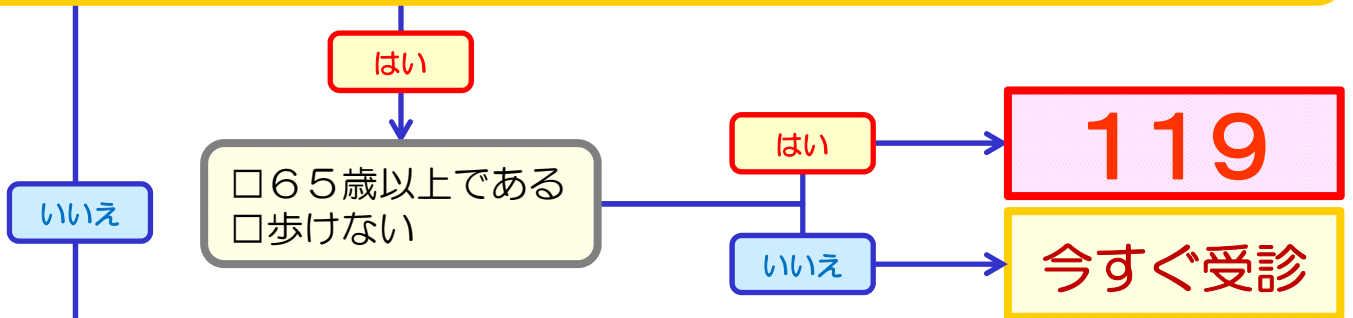 はい
はい
119
□65歳以上である
□歩けない
いいえ
いいえ
今すぐ受診